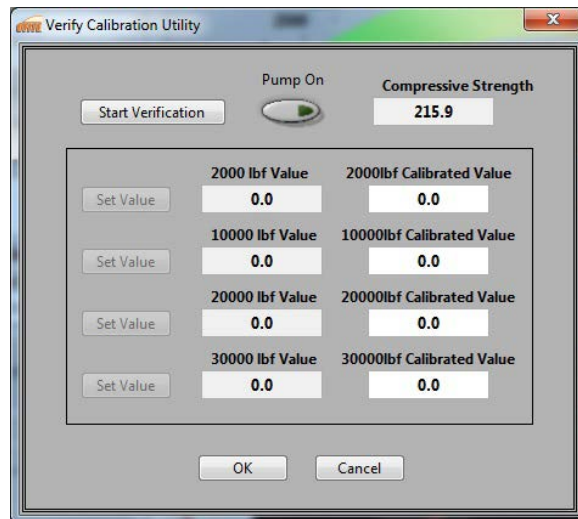 Verify Calibration Utility
Pump On
Compressive Strength
Start Verification
215.9
2000 lbf Value
2000lbf Calibrated Value
Set Value
0.0
0.0
10000 lbf Value
10000lbf Calibrated Value
Set Value
0.0
0.0
20000 lbf Value
20000lbf Calibrated Value
Set Value
0.0
0.0
30000 lbf Value
30000lbf Calibrated Value
Set Value
0.0
0.0
OK
Cancel